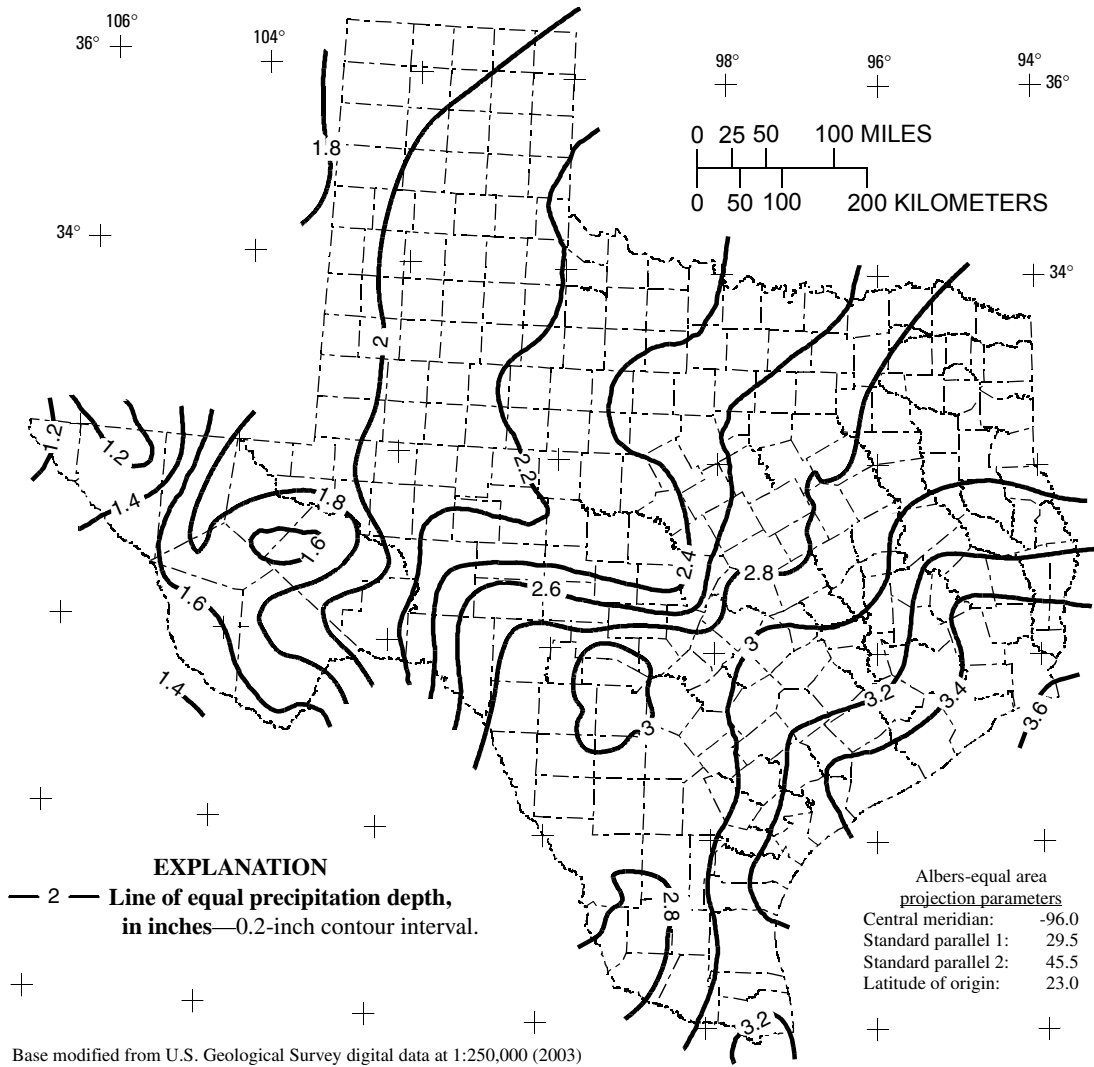 106°
36°
104°
98°
96°
94°
36°
0 25 50 100 MILES
0 50 100 200 KILOMETERS
1.8
34°
34°
2
1.2
1.2
2.2
1.4
1.8
1.6
2.4
2.8
2.6
1.6
3
1.4
3.2
3.4
3.6
3
2.8
3.2
EXPLANATION
2 Line of equal precipitation depth,
in inches—0.2-inch contour interval.
Albers-equal area
projection parameters
Central meridian: -96.0
Standard parallel 1: 29.5
Standard parallel 2: 45.5
Latitude of origin: 23.0
Base modified from U.S. Geological Survey digital data at 1:250,000 (2003)